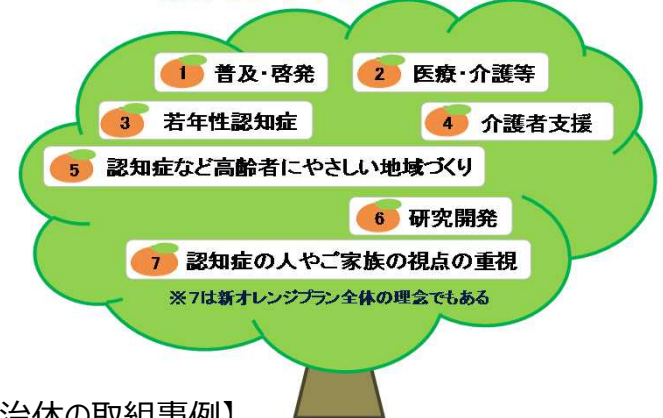 1 普及・啓発
2 医療・介護等
3 若年性認知症
4 介護者支援
5 認知症など高齢者にやさしい地域づくり
6 研究開発
7 認知症の人やご家族の視点の重視
※7は新オレンジプラン全体の理念でもある
治体の取組事例】